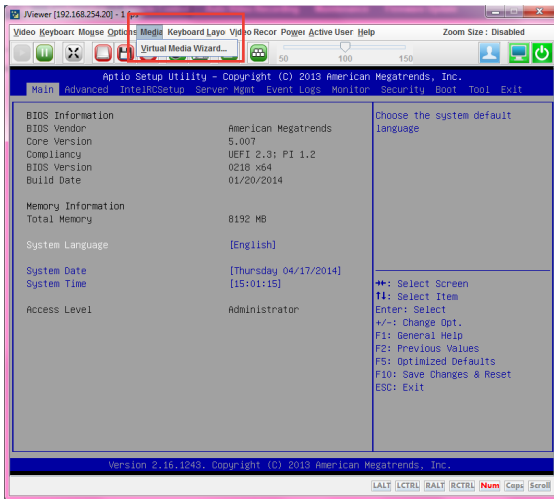 JViewer [192.168.254.20] - 1 fps
Video Keyboarc Mouse Options Media Keyboard Layo Video Recor Power Active User Help Zoom Size : Disabled
Virtual Media Wizard...
50 100 150
Aptio Setup Utility - Copyright (C) 2013 American Megatrends, Inc.
Main Advanced IntelRCSetup Server Mgmt Event Logs Monitor Security Boot Tool Exit
BIOS Information
BIOS Vendor American Megatrends
Core Version 5.007
Compliancy UEFI 2.3; PI 1.2
BIOS Version 0218 x64
Build Date 01/20/2014
Memory Information
Total Memory 8192 MB
System Language [English]
System Date [Thursday 04/17/2014]
System Time [15:01:15]
Access Level Administrator
Choose the system default
language
→←: Select Screen
↑↓: Select Item
Enter: Select
+/-: Change Opt.
F1: General Help
F2: Previous Values
F5: Optimized Defaults
F10: Save Changes & Reset
ESC: Exit
Version 2.16.1243. Copyright (C) 2013 American Megatrends, Inc.
LALT LCTRL RALT RCTRL Num Caps Scroll